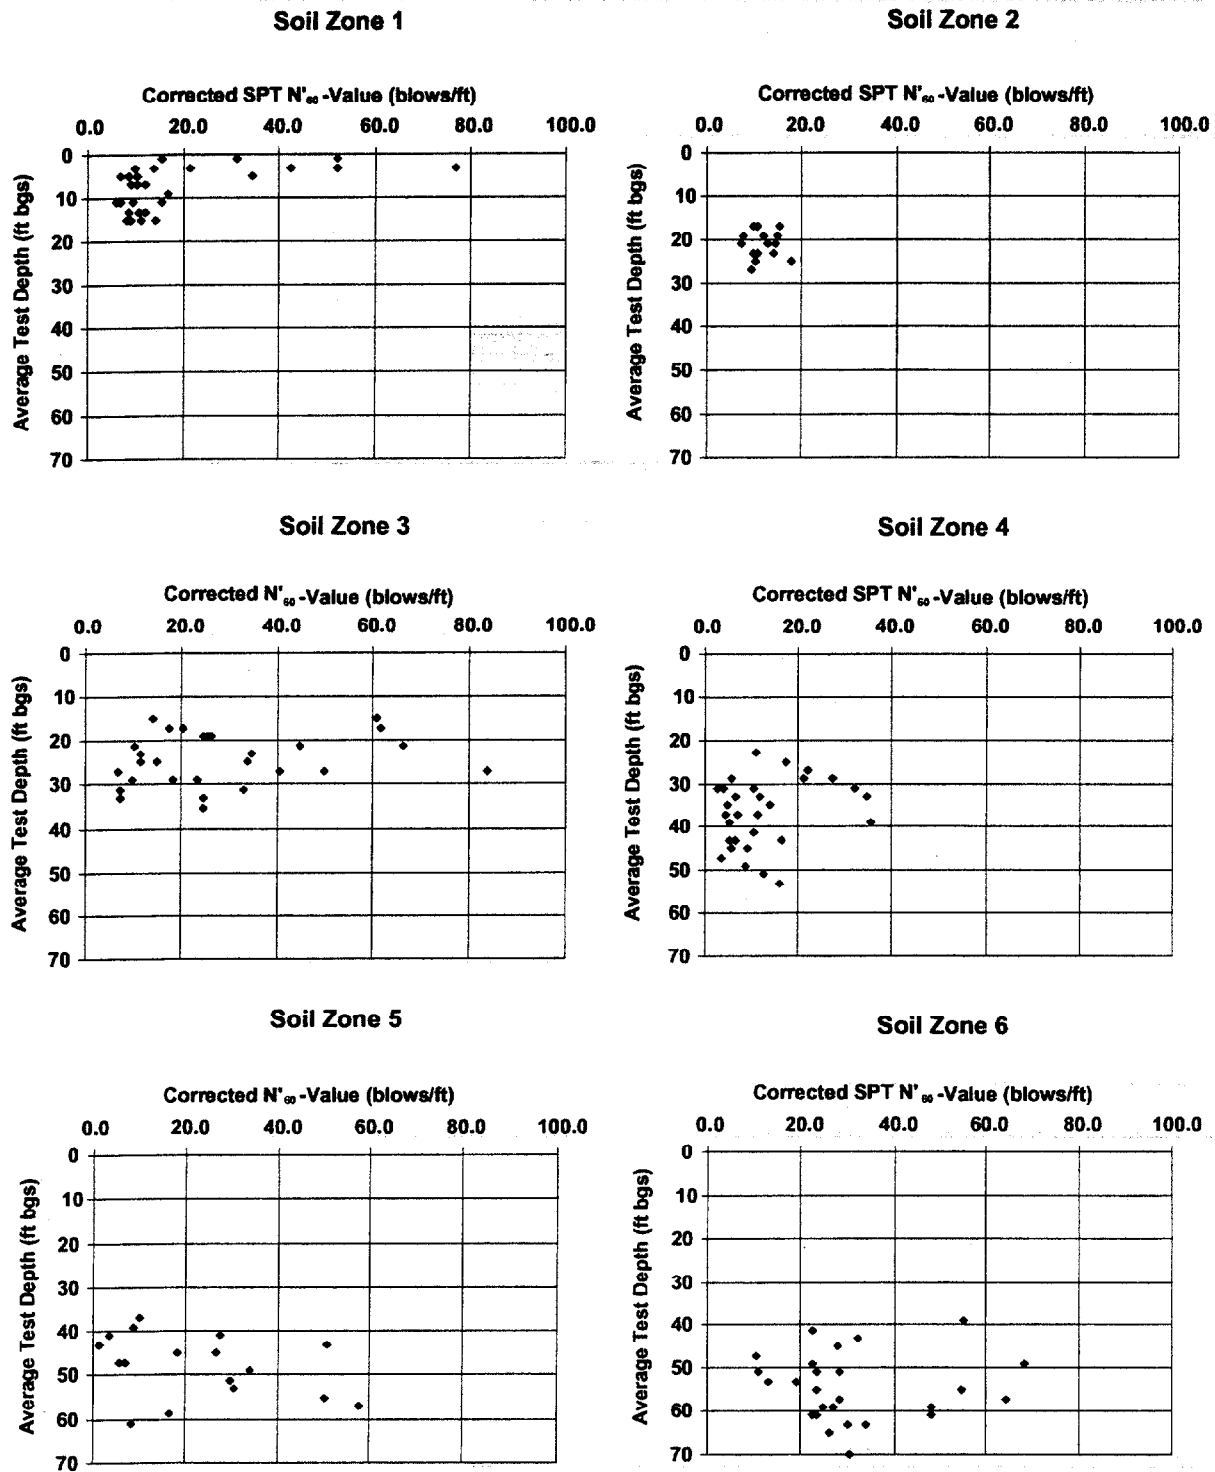 Soil Zone 1
Corrected SPT N'60-Value (blows/ft)
0.0 20.0 40.0 60.0 80.0 100.0
Average Test Depth (ft bgs)
0
10
20
30
40
50
60
70
Soil Zone 2
Corrected SPT N'60-Value (blows/ft)
0.0 20.0 40.0 60.0 80.0 100.0
Average Test Depth (ft bgs)
0
10
20
30
40
50
60
70
Soil Zone 3
Corrected N'60-Value (blows/ft)
0.0 20.0 40.0 60.0 80.0 100.0
Average Test Depth (ft bgs)
0
10
20
30
40
50
60
70
Soil Zone 4
Corrected SPT N'60-Value (blows/ft)
0.0 20.0 40.0 60.0 80.0 100.0
Average Test Depth (ft bgs)
0
10
20
30
40
50
60
70
Soil Zone 5
Corrected N'60-Value (blows/ft)
0.0 20.0 40.0 60.0 80.0 100.0
Average Test Depth (ft bgs)
0
10
20
30
40
50
60
70
Soil Zone 6
Corrected SPT N'60-Value (blows/ft)
0.0 20.0 40.0 60.0 80.0 100.0
Average Test Depth (ft bgs)
0
10
20
30
40
50
60
70